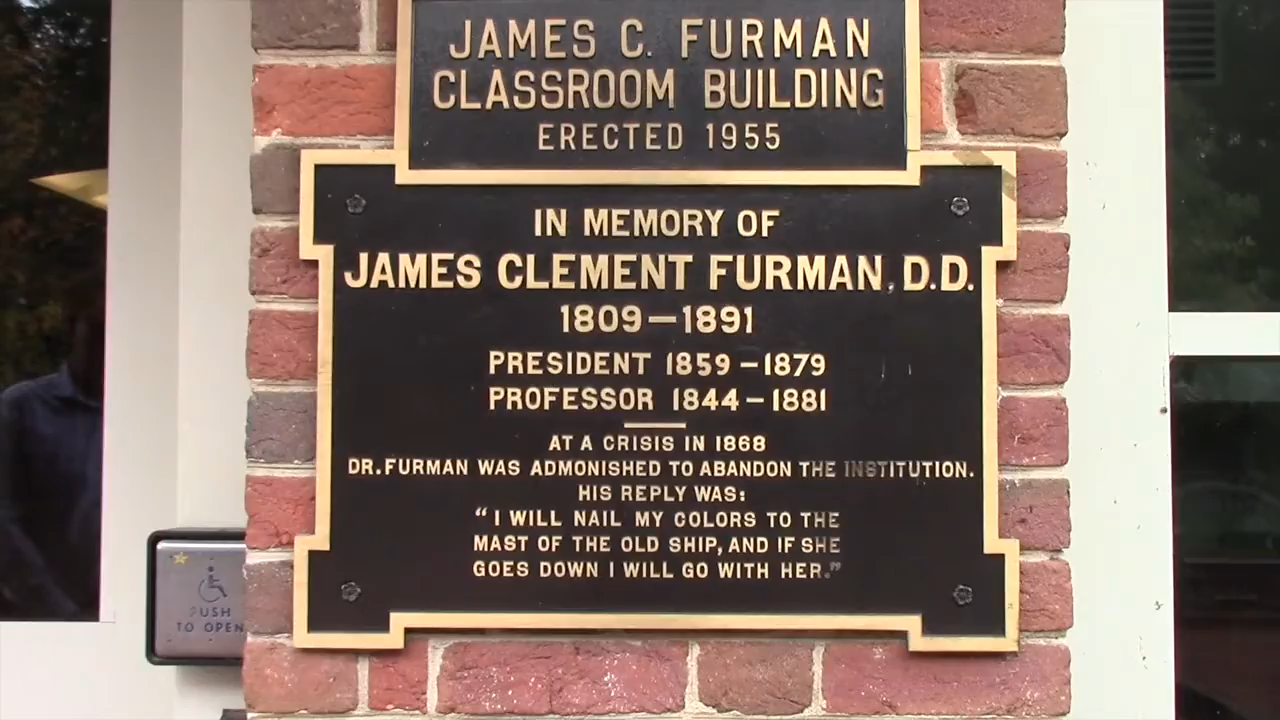 JAMES C. FURMAN
CLASSROOM BUILDING
ERECTED 1955
IN MEMORY OF
JAMES CLEMENT FURMAN, D.D.
1809—1891
PRESIDENT 1859—1879
PROFESSOR 1844—1881
AT A CRISIS IN 1868
DR. FURMAN WAS ADMONISHED TO ABANDON THE INSTITUTION.
HIS REPLY WAS:
"I WILL NAIL MY COLORS TO THE
MAST OF THE OLD SHIP, AND IF SHE
GOES DOWN I WILL GO WITH HER."
PUSH
TO OPEN